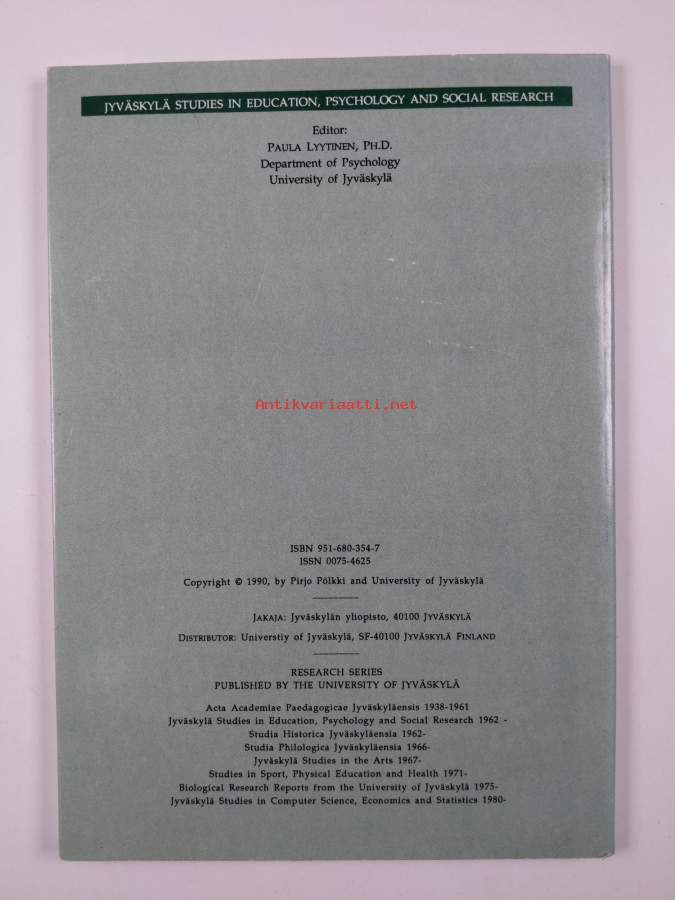 JYVÄSKYLÄ STUDIES IN EDUCATION, PSYCHOLOGY AND SOCIAL RESEARCH
Editor:
PAULA LYYTINEN, PH.D.
Department of Psychology
University of Jyväskylä
Antikvariaatti.net
ISBN 951-680-354-7
ISSN 0075-4625
Copyright © 1990, by Pirjo Pölkki and University of Jyväskylä
JAKAJA: Jyväskylän yliopisto, 40100 JYVÄSKYLÄ
DISTRIBUTOR: Universtiy of Jyväskylä, SF-40100 JYVÄSKYLÄ FINLAND
RESEARCH SERIES
PUBLISHED BY THE UNIVERSITY OF JYVÄSKYLÄ
Acta Academiae Paedagogicae Jyväskyläensis 1938-1961
Jyväskylä Studies in Education, Psychology and Social Research 1962 -
Studia Historica Jyväskyläensia 1962-
Studia Philologica Jyväskyläensia 1966-
Jyväskylä Studies in the Arts 1967-
Studies in Sport, Physical Education and Health 1971-
Biological Research Reports from the University of Jyväskylä 1975-
Jyväskylä Studies in Computer Science, Economics and Statistics 1980-